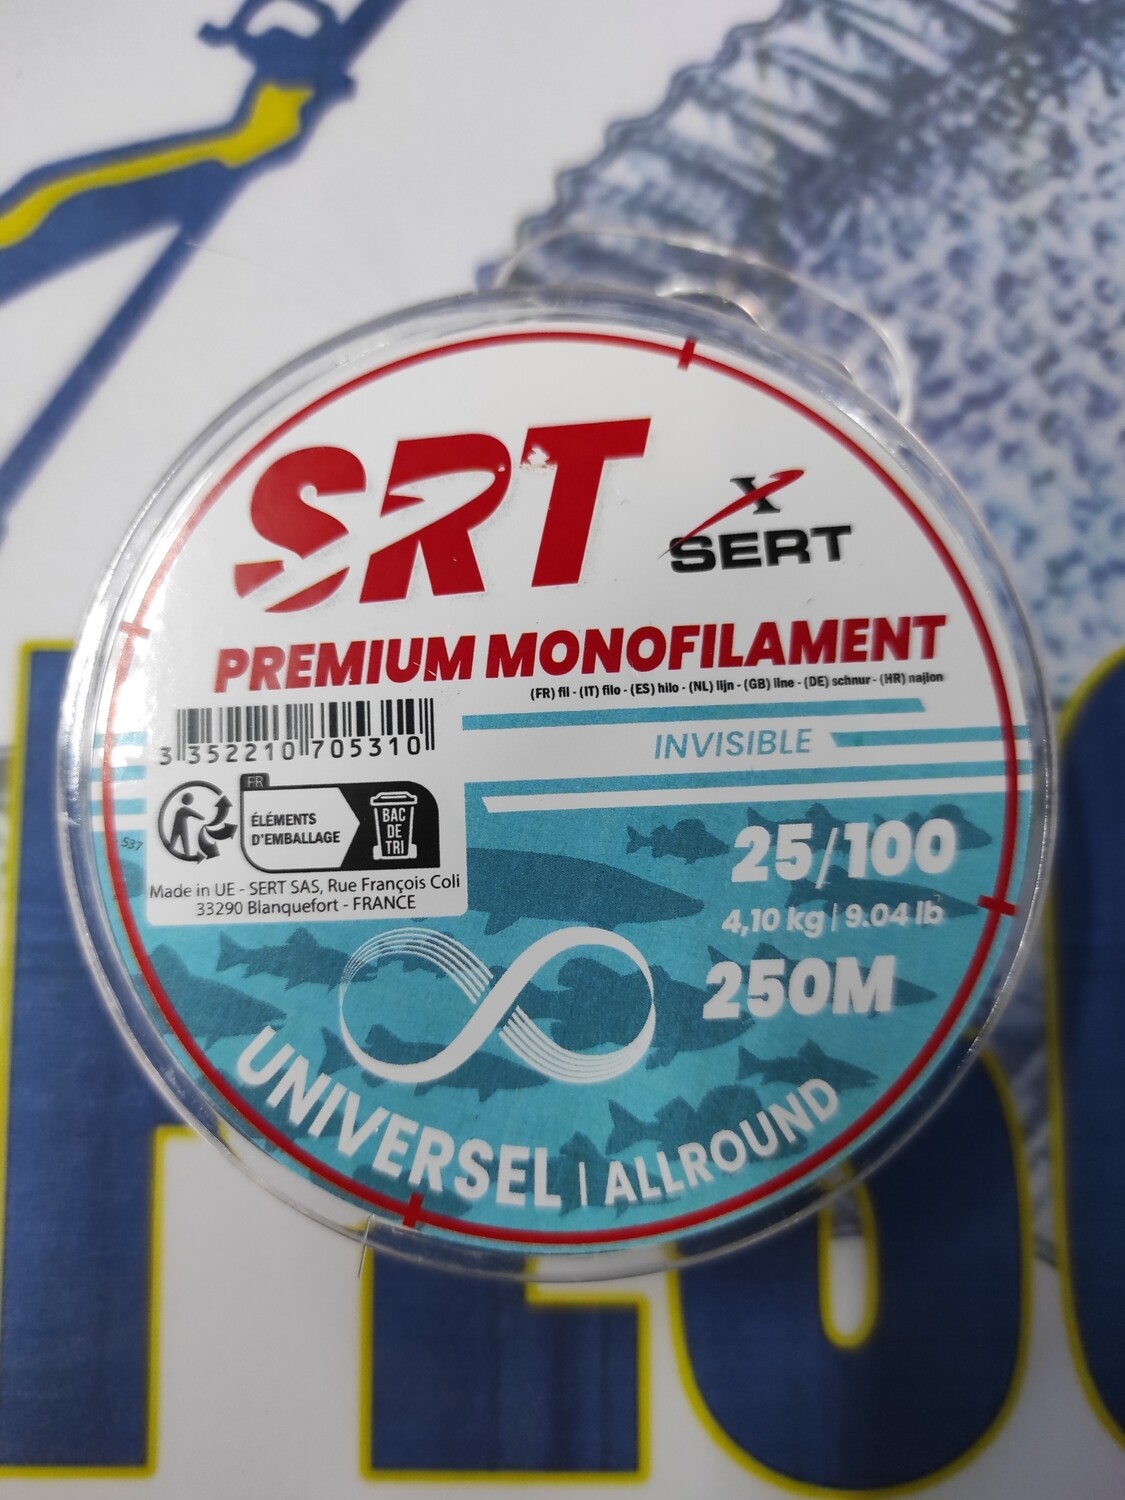 SRT
X
SERT
PREMIUM MONOFILAMENT
(FR) fil - (IT) filo - (ES) hilo - (NL) lijn - (GB) line - (DE) schnur - (HR) najlon
3 352210 705310
INVISIBLE
FR
ÉLÉMENTS
D'EMBALLAGE
BAC
DE
TRI
537
Made in UE - SERT SAS, Rue François Coli
33290 Blanquefort - FRANCE
25/100
4,10 kg | 9.04 lb
250M
UNIVERSEL | ALLROUND